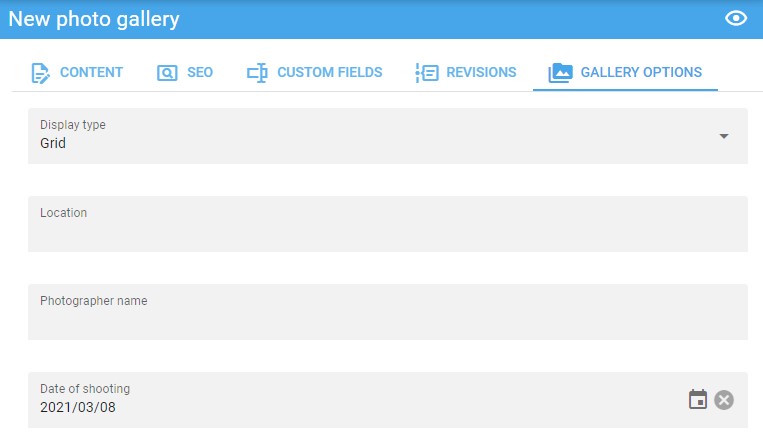 New photo gallery
CONTENT SEO CUSTOM FIELDS REVISIONS GALLERY OPTIONS
Display type
Grid
Location
Photographer name
Date of shooting
2021/03/08